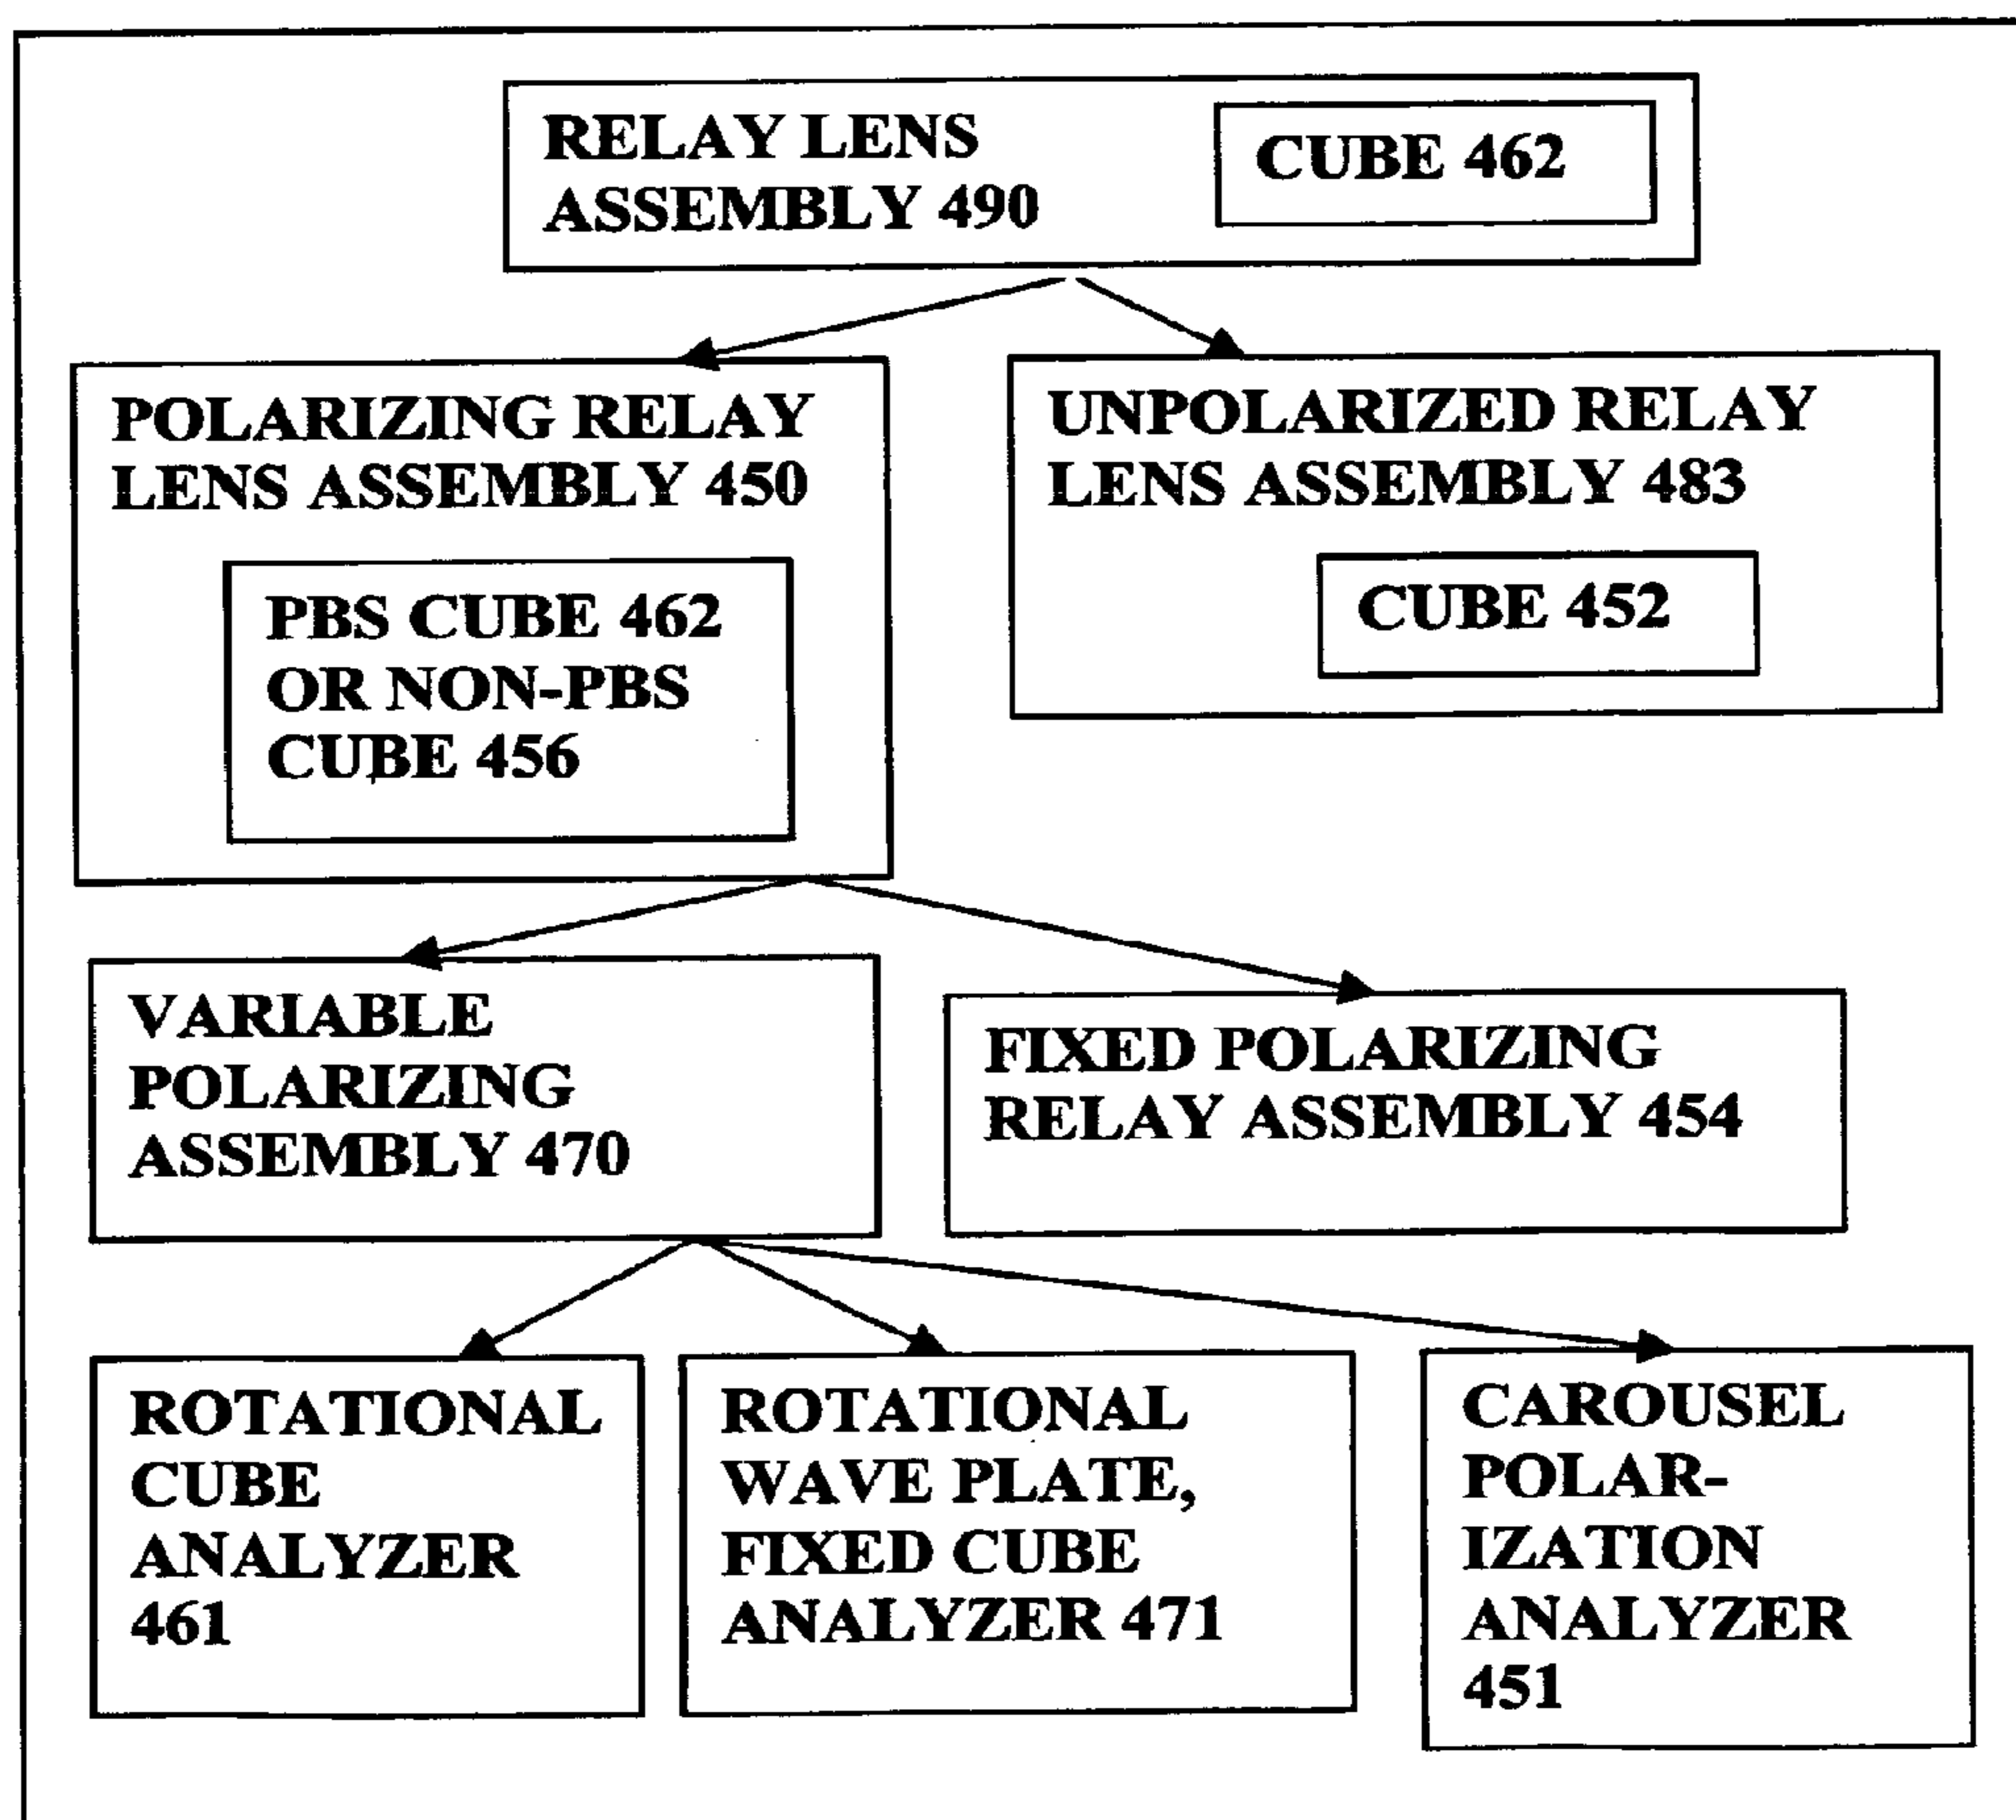 RELAY LENS
ASSEMBLY 490
CUBE 462
POLARIZING RELAY
LENS ASSEMBLY 450
PBS CUBE 462
OR NON-PBS
CUBE 456
UNPOLARIZED RELAY
LENS ASSEMBLY 483
CUBE 452
VARIABLE
POLARIZING
ASSEMBLY 470
FIXED POLARIZING
RELAY ASSEMBLY 454
ROTATIONAL
CUBE
ANALYZER
461
ROTATIONAL
WAVE PLATE,
FIXED CUBE
ANALYZER 471
CAROUSEL
POLAR-
IZATION
ANALYZER
451